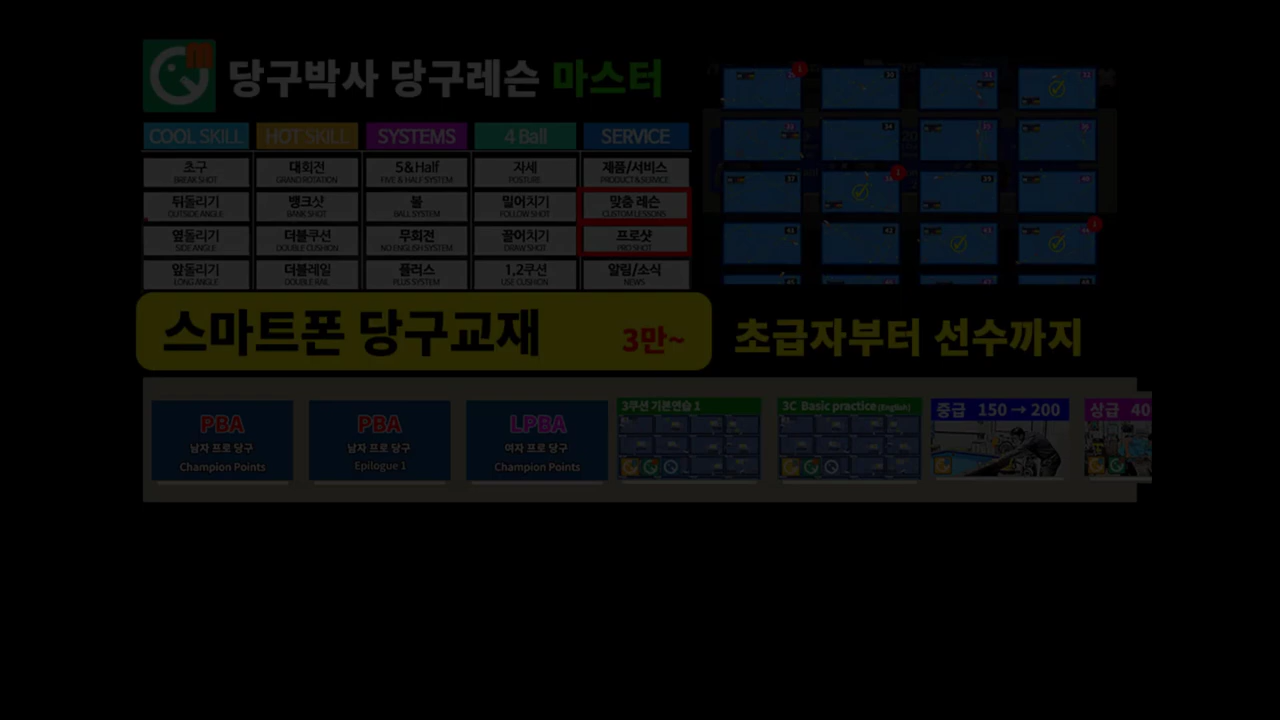 당구박사 당구레슨 마스터
COOL SKILL HOT SKILL SYSTEMS 4 Ball SERVICE
초구 대회전 5&Half 자세 제품/서비스
BREAK SHOT GRAND ROTATION FIVE & HALF SYSTEM POSTURE PRODUCT & SERVICE
뒤돌리기 뱅크샷 볼 밀어치기 맞춤 레슨
OUTSIDE ANGLE BANK SHOT BALL SYSTEM FOLLOW SHOT CUSTOM LESSONS
옆돌리기 더블쿠션 무회전 끌어치기 프로샷
SIDE ANGLE DOUBLE CUSHION NO ENGLISH SYSTEM DRAW SHOT PRO SHOT
앞돌리기 더블레일 플러스 1,2쿠션 알림/소식
LONG ANGLE DOUBLE RAIL PLUS SYSTEM USE CUSHION NEWS
스마트폰 당구교재 3만~ 초급자부터 선수까지
PBA
남자 프로 당구
Champion Points
PBA
남자 프로 당구
Epilogue 1
LPBA
여자 프로 당구
Champion Points
3쿠션 기본연습 1
3C Basic practice (English)
중급 150 → 200
상급 40